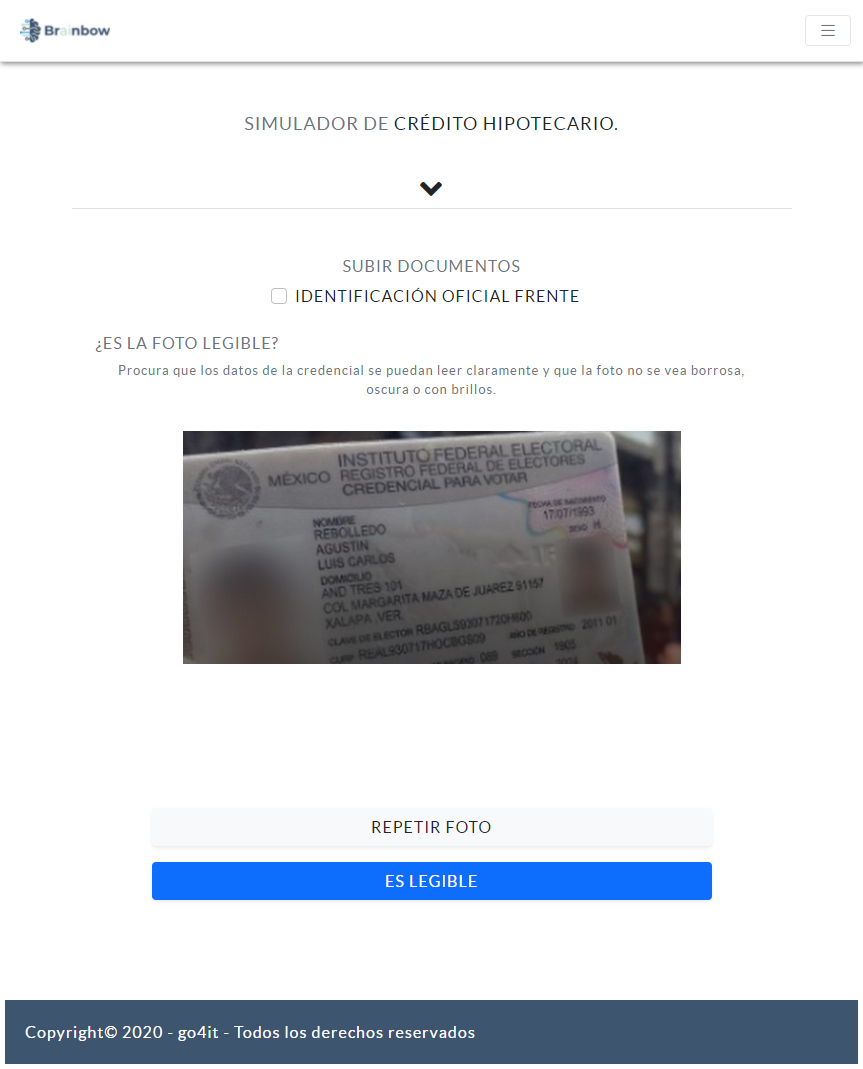 Brainbow
SIMULADOR DE CRÉDITO HIPOTECARIO.
SUBIR DOCUMENTOS
IDENTIFICACIÓN OFICIAL FRENTE
¿ES LA FOTO LEGIBLE?
Procura que los datos de la credencial se puedan leer claramente y que la foto no se vea borrosa,
oscura o con brillos.
INSTITUTO FEDERAL ELECTORAL
MÉXICO REGISTRO FEDERAL DE ELECTORES
CREDENCIAL PARA VOTAR
FECHA DE NACIMIENTO
17/07/1993
SEXO H
NOMBRE
REBOLLEDO
AGUSTIN
LUIS CARLOS
DOMICILIO
AND TRES 101
COL MARGARITA MAZA DE JUAREZ 91157
XALAPA ,VER.
CLAVE DE ELECTOR RBAGLS93071720H600
CURP REAL930717HOCBGS09 AÑO DE REGISTRO 2011 01
089 SECCIÓN 1903
REPETIR FOTO
ES LEGIBLE
Copyright© 2020 - go4it - Todos los derechos reservados